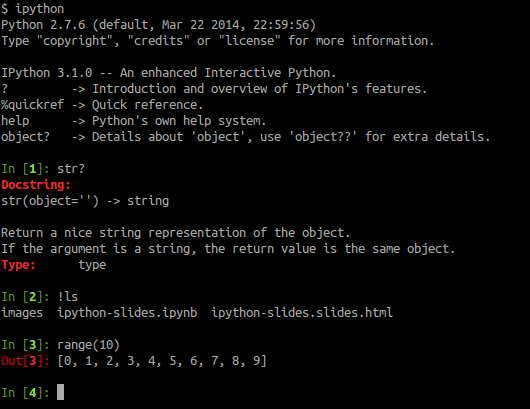 $ ipython
Python 2.7.6 (default, Mar 22 2014, 22:59:56)
Type "copyright", "credits" or "license" for more information.
IPython 3.1.0 -- An enhanced Interactive Python.
?         -> Introduction and overview of IPython's features.
%quickref -> Quick reference.
help      -> Python's own help system.
object?   -> Details about 'object', use 'object??' for extra details.
In [1]: str?
Docstring:
str(object='') -> string
Return a nice string representation of the object.
If the argument is a string, the return value is the same object.
Type:      type
In [2]: !ls
images  ipython-slides.ipynb  ipython-slides.slides.html
In [3]: range(10)
Out[3]: [0, 1, 2, 3, 4, 5, 6, 7, 8, 9]
In [4]: